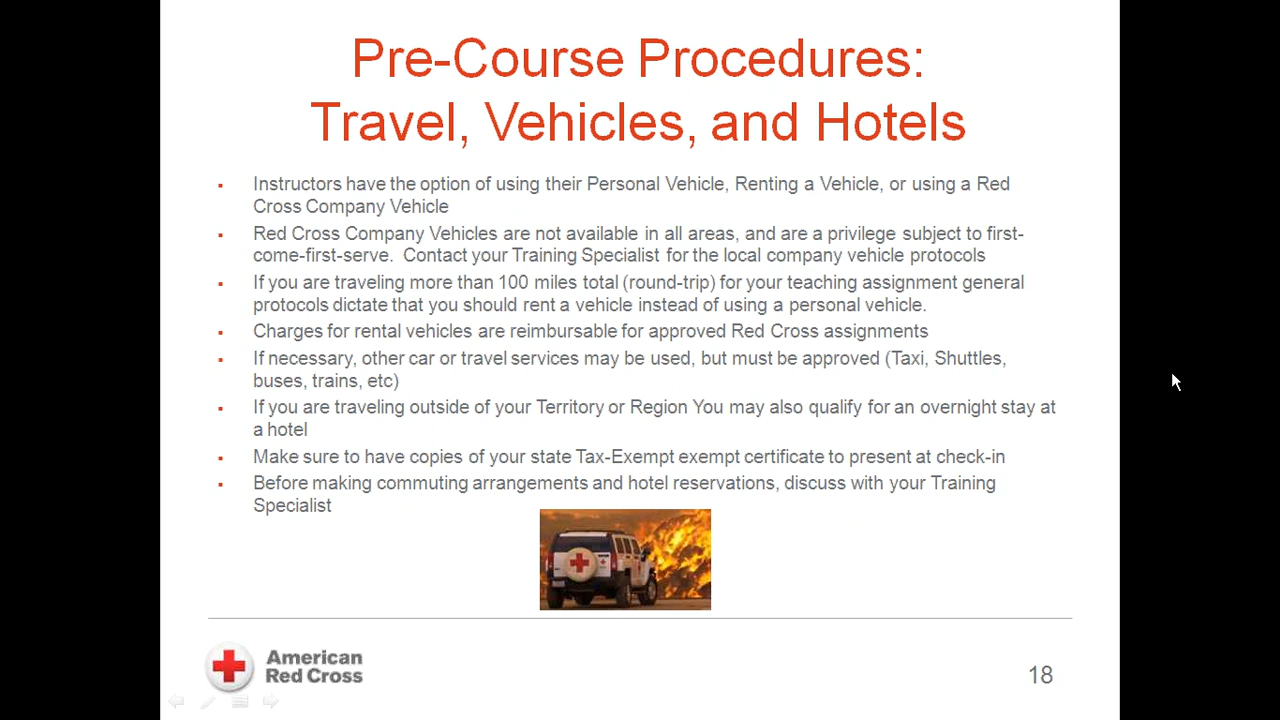 Pre-Course Procedures:
Travel, Vehicles, and Hotels
Instructors have the option of using their Personal Vehicle, Renting a Vehicle, or using a Red
Cross Company Vehicle
Red Cross Company Vehicles are not available in all areas, and are a privilege subject to first-
come-first-serve.  Contact your Training Specialist for the local company vehicle protocols
If you are traveling more than 100 miles total (round-trip) for your teaching assignment general
protocols dictate that you should rent a vehicle instead of using a personal vehicle.
Charges for rental vehicles are reimbursable for approved Red Cross assignments
If necessary, other car or travel services may be used, but must be approved (Taxi, Shuttles,
buses, trains, etc)
If you are traveling outside of your Territory or Region You may also qualify for an overnight stay at
a hotel
Make sure to have copies of your state Tax-Exempt exempt certificate to present at check-in
Before making commuting arrangements and hotel reservations, discuss with your Training
Specialist
American
Red Cross
18